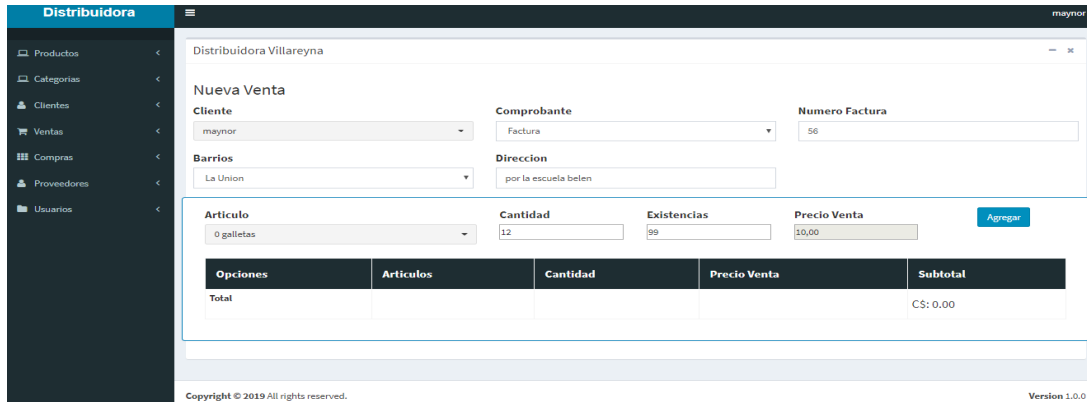 Distribuidora
maynor
Productos
Categorias
Clientes
Ventas
Compras
Proveedores
Usuarios
Distribuidora Villareyna
Nueva Venta
Cliente Comprobante Numero Factura
maynor Factura 56
Barrios Direccion
La Union por la escuela belen
Articulo Cantidad Existencias Precio Venta
0 galletas 12 99 10,00 Agregar
Opciones Articulos Cantidad Precio Venta Subtotal
Total C$: 0.00
Copyright © 2019 All rights reserved. Version 1.0.0